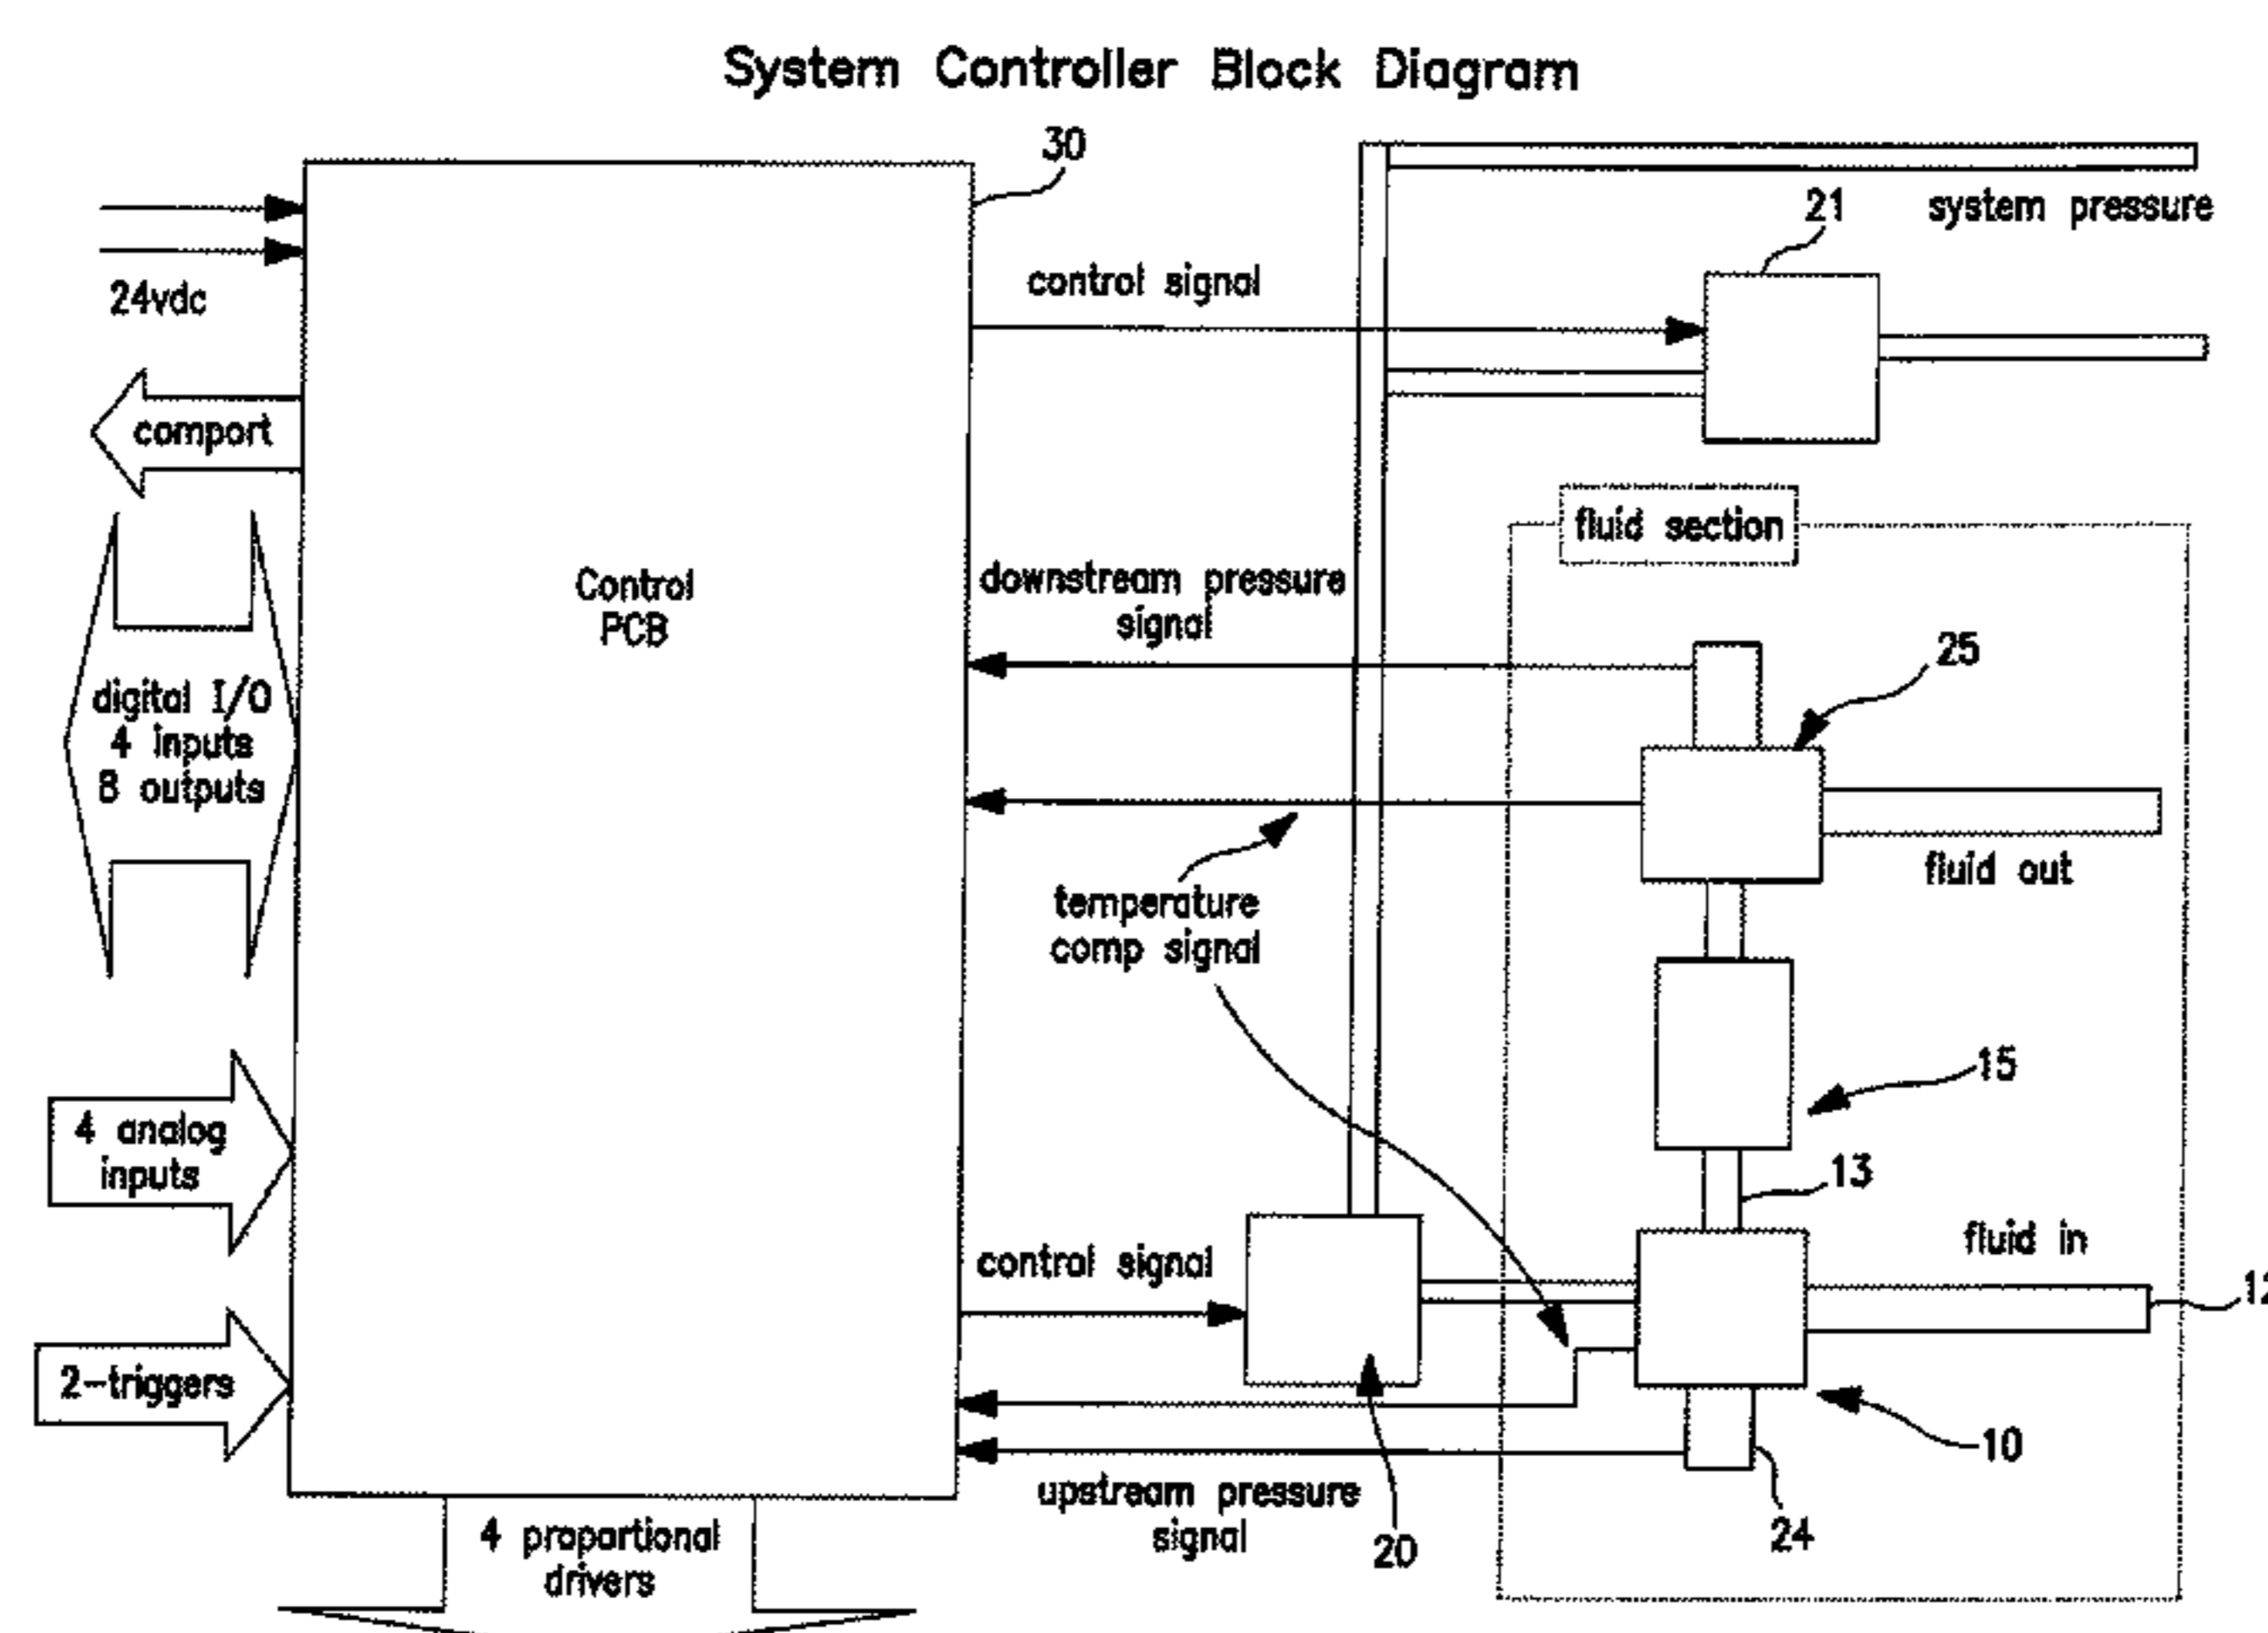 System Controller Block Diagram
30
21
system pressure
control signal
24vdc
comport
fluid section
Control
PCB
downstream pressure
signal
25
digital I/O
4 inputs
8 outputs
fluid out
temperature
comp signal
15
4 analog
inputs
13
fluid in
control signal
12
2-triggers
10
upstream pressure
signal
20
24
4 proportional
drivers